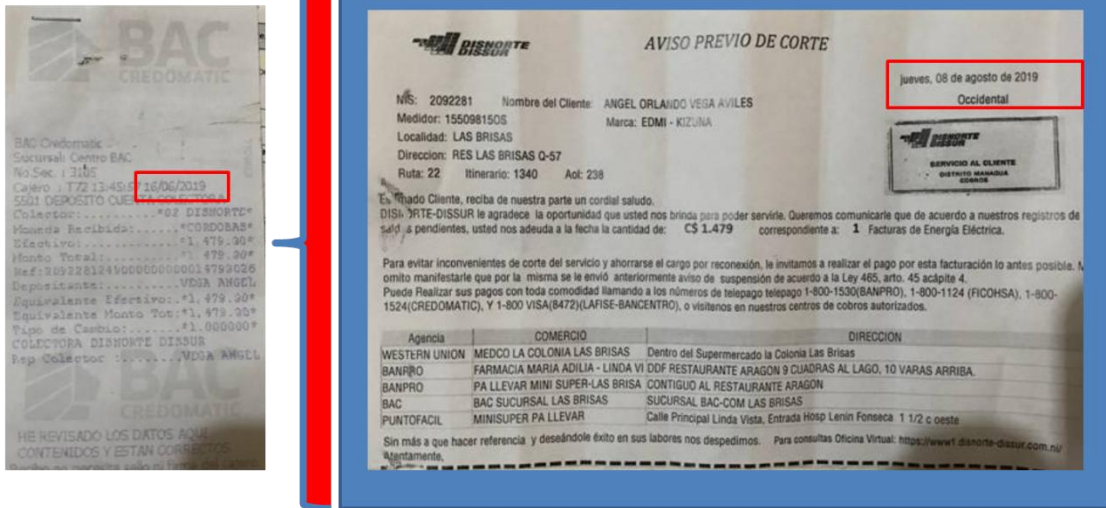 BAC
CREDOMATIC
BAC Credomatic
Sucursal: Centro BAC
No.Sec. : 3105
Cajero : T72 13:45:57 16/06/2019
5501 DEPOSITO CUENTA COLECTORA
Colector:.........*02 DISNORTE*
Moneda Recibida:......*CORDOBAS*
Efectivo:............*1,479.00*
Monto Total:.........*1,479.00*
Depositante:.........VEGA ANGEL
Equivalente Efectivo:.*1,479.00*
Equivalente Monto Tot:*1,479.00*
Tipo de Cambio:......*1.000000*
COLECTORA DISNORTE DISSUR
Rep Colector :.......VEGA ANGEL
BAC
CREDOMATIC
HE REVISADO LOS DATOS AQUI
CONTENIDOS Y ESTAN CORRECTOS
DISNORTE
DISSUR
AVISO PREVIO DE CORTE
jueves, 08 de agosto de 2019
Occidental
NIS: 2092281 Nombre del Cliente: ANGEL ORLANDO VEGA AVILES
Medidor: 155098150S Marca: EDMI - KIZUNA
Localidad: LAS BRISAS
Direccion: RES LAS BRISAS Q-57
Ruta: 22 Itinerario: 1340 Aol: 238
DISNORTE
DISSUR
SERVICIO AL CLIENTE
DISTRITO MANAGUA
COBROS
Estimado Cliente, reciba de nuestra parte un cordial saludo.
DISNORTE-DISSUR le agradece la oportunidad que usted nos brinda para poder servirle. Queremos comunicarle que de acuerdo a nuestros registros de
saldos pendientes, usted nos adeuda a la fecha la cantidad de: C$ 1.479 correspondiente a: 1 Facturas de Energía Eléctrica.
Para evitar inconvenientes de corte del servicio y ahorrarse el cargo por reconexión, le invitamos a realizar el pago por esta facturación lo antes posible. N
omito manifestarle que por la misma se le envió anteriormente aviso de suspensión de acuerdo a la Ley 465, arto. 45 acápite 4.
Puede Realizar sus pagos con toda comodidad llamando a los números de telepago telepago 1-800-1530(BANPRO), 1-800-1124 (FICOHSA), 1-800-
1524(CREDOMATIC), Y 1-800 VISA(8472)(LAFISE-BANCENTRO), o visítenos en nuestros centros de cobros autorizados.
Agencia COMERCIO DIRECCION
WESTERN UNION MEDCO LA COLONIA LAS BRISAS Dentro del Supermercado la Colonia Las Brisas
BANPRO FARMACIA MARIA ADILIA - LINDA VI DDF RESTAURANTE ARAGON 9 CUADRAS AL LAGO, 10 VARAS ARRIBA.
BANPRO PA LLEVAR MINI SUPER-LAS BRISA CONTIGUO AL RESTAURANTE ARAGON
BAC BAC SUCURSAL LAS BRISAS SUCURSAL BAC-COM LAS BRISAS
PUNTOFACIL MINISUPER PA LLEVAR Calle Principal Linda Vista, Entrada Hosp Lenin Fonseca 1 1/2 c oeste
Sin más a que hacer referencia y deseándole éxito en sus labores nos despedimos. Para consultas Oficina Virtual: https://www1.disnorte-dissur.com.ni/
Atentamente,